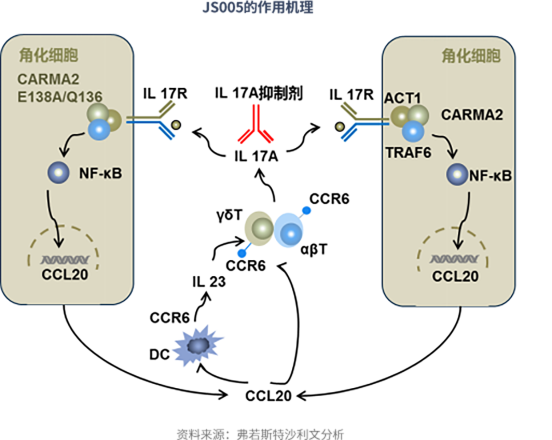 JS005的作用机理
角化细胞
CARMA2
E138A/Q136
IL 17R
IL 17A抑制剂
IL 17R
角化细胞
ACT1
CARMA2
TRAF6
IL 17A
NF-κB
NF-κB
CCR6
γδT
αβT
CCR6
CCL20
CCL20
IL 23
CCR6
DC
CCL20
资料来源：弗若斯特沙利文分析